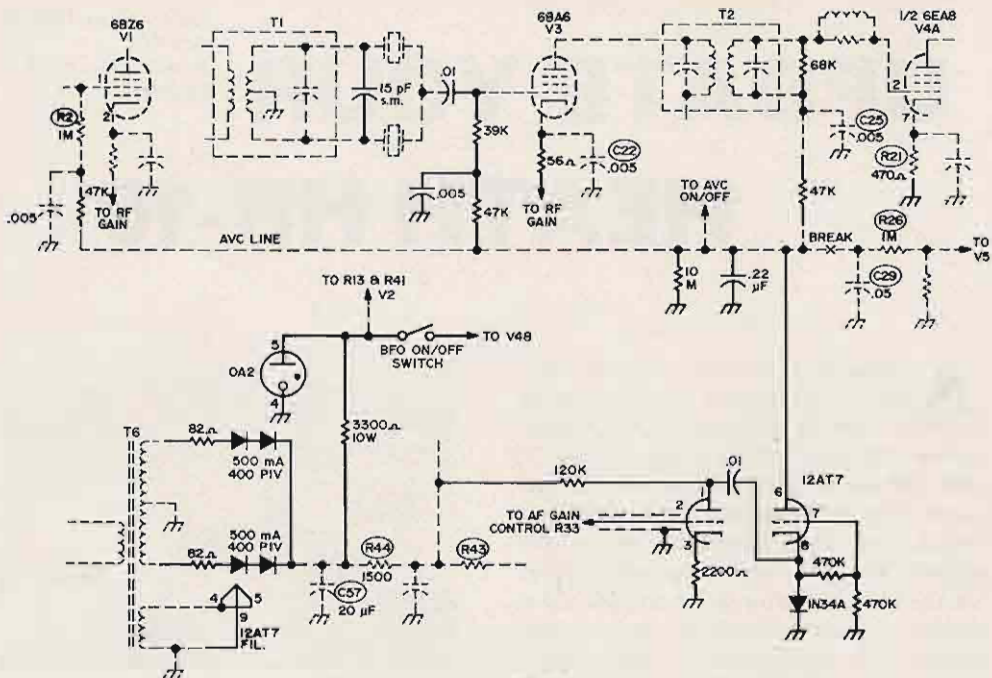 6BZ6
V1
1
2
R2
1M
.005
47K
TO RF
GAIN
T1
15 pF
s.m.
.01
39K
.005
47K
6BA6
V3
56Ω
C22
.005
TO RF
GAIN
T2
68K
C25
.005
47K
1/2 6EA8
V4A
2
7
R21
470Ω
AVC LINE
TO AVC
ON/OFF
10
M
.22
µF
BREAK
R26
1M
C29
.05
TO
V5
TO R13 & R41
V2
BFO ON/OFF
SWITCH
TO V48
5
OA2
4
3300Ω
10W
T6
82Ω
500 mA
400 PIV
500 mA
400 PIV
82Ω
4
5
9
12AT7
FIL.
C57
20 µF
R44
1500
R43
120K
TO AF GAIN
CONTROL R33
1
2
3
2200Ω
.01
12AT7
6
7
8
470K
1N34A
470K